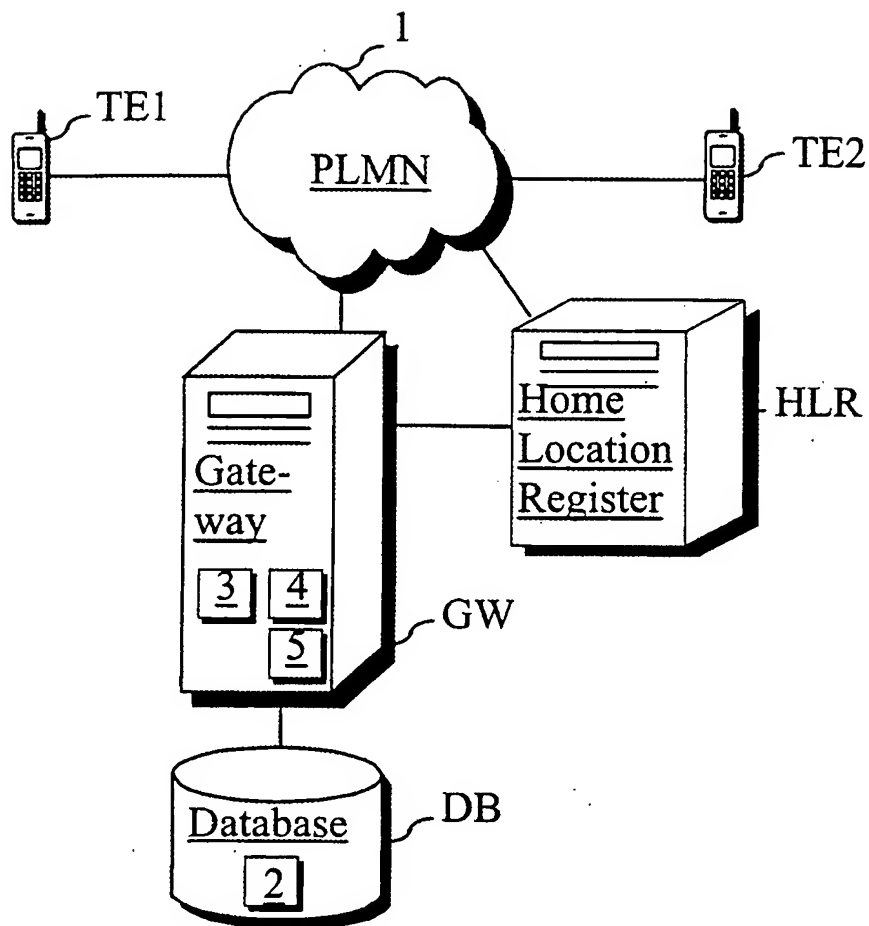 1
TE1
PLMN
TE2
Home
Location
Register
HLR
Gate-
way
3
4
5
GW
Database
2
DB